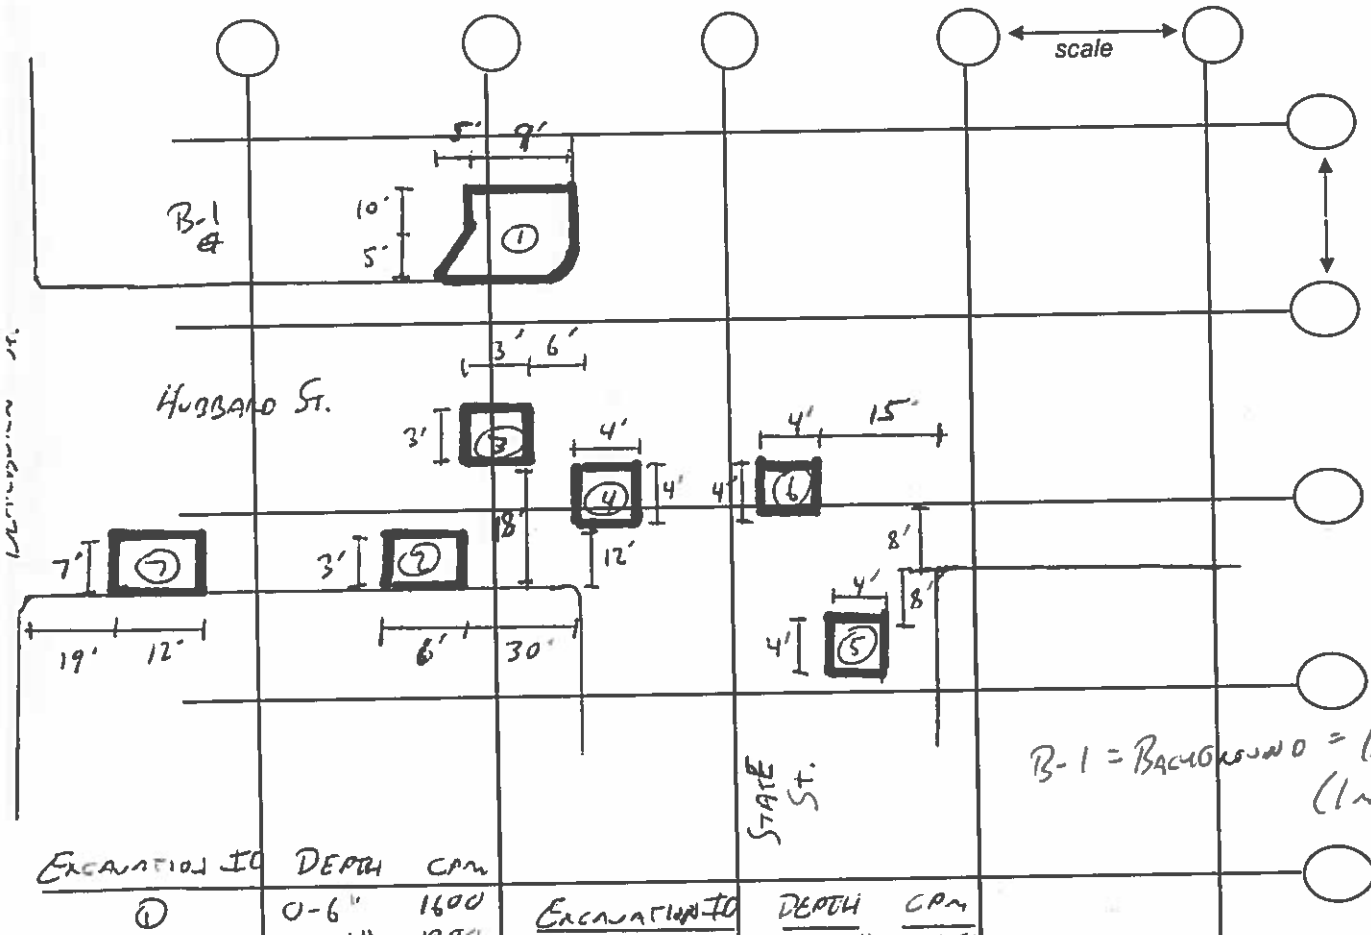 scale
5' 9'
B-1
10'
5'
1
ST.
HUBBARD ST.
3' 6'
3'
3
4'
4
4'
4' 15'
4'
6
18'
12'
8'
8'
7'
7
3'
2
4'
4'
5
19' 12'
6' 30'
STATE ST.
B-1 = BACKGROUND =
EXCAVATION ID DEPTH CPM
1 0-6" 1600
EXCAVATION ID DEPTH CPM